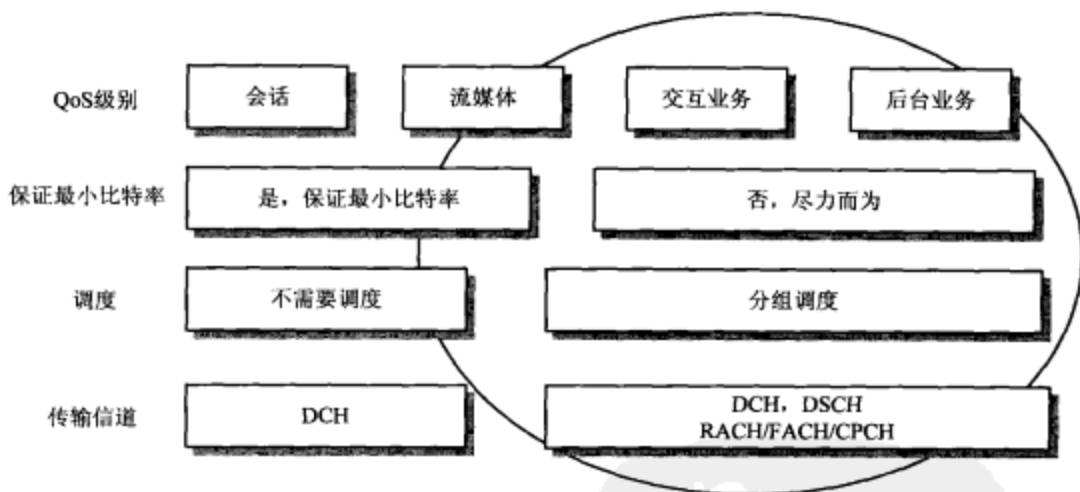 QoS级别 会话 流媒体 交互业务 后台业务
保证最小比特率 是，保证最小比特率 否，尽力而为
调度 不需要调度 分组调度
传输信道 DCH DCH，DSCH
RACH/FACH/CPCH